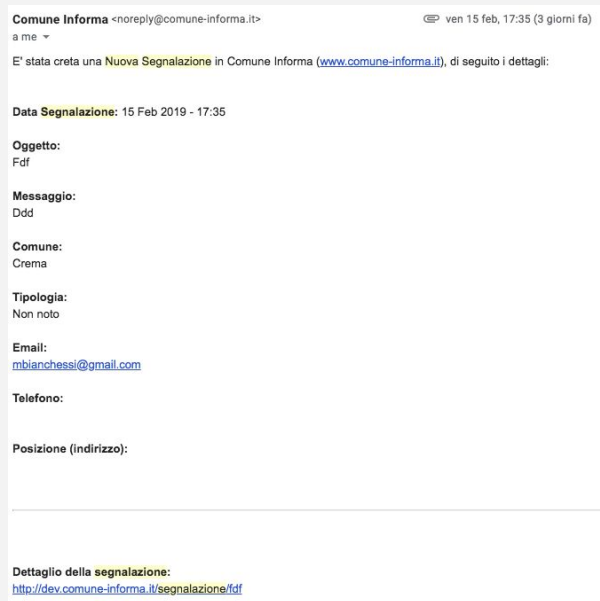 Comune Informa <noreply@comune-informa.it> ven 15 feb, 17:35 (3 giorni fa)
a me
E' stata creta una Nuova Segnalazione in Comune Informa (www.comune-informa.it), di seguito i dettagli:
Data Segnalazione: 15 Feb 2019 - 17:35
Oggetto:
Fdf
Messaggio:
Ddd
Comune:
Crema
Tipologia:
Non noto
Email:
mbianchessi@gmail.com
Telefono:
Posizione (indirizzo):
Dettaglio della segnalazione:
http://dev.comune-informa.it/segnalazione/fdf